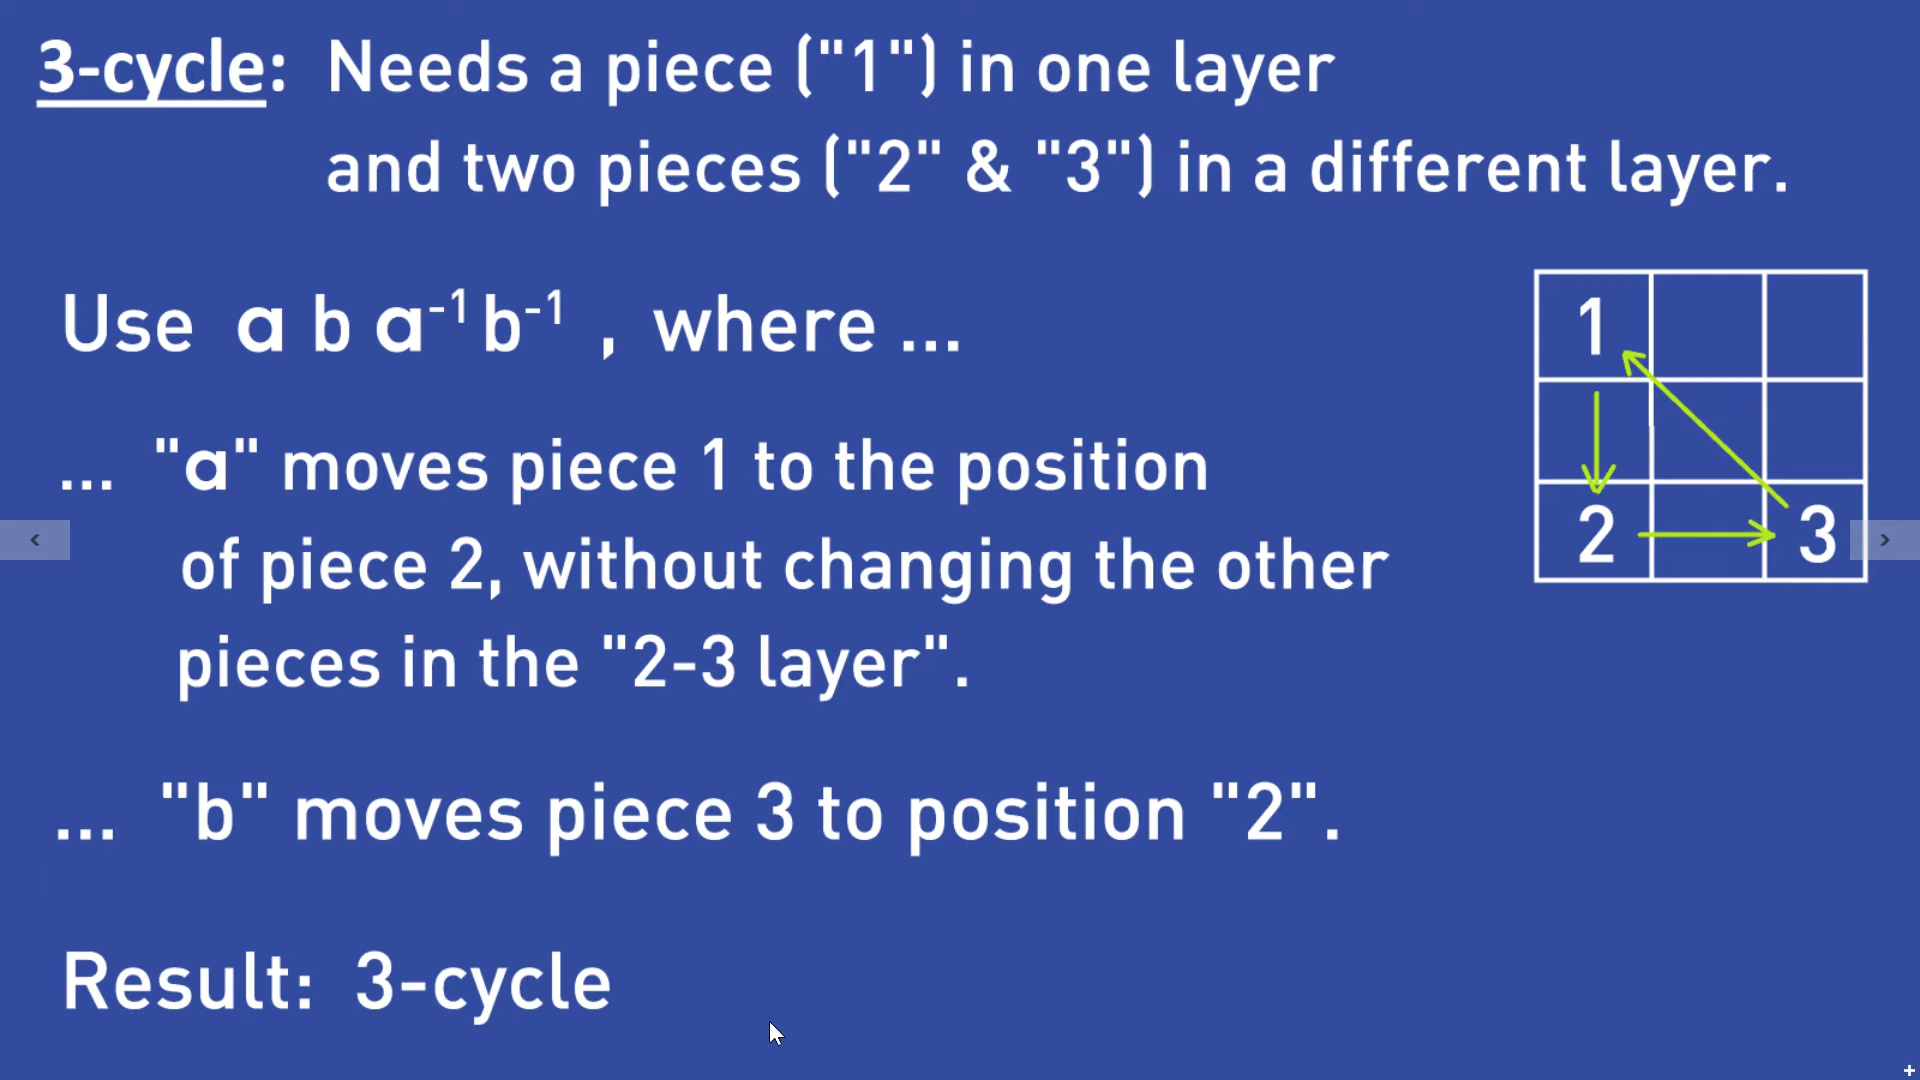 3-cycle: Needs a piece ("1") in one layer
and two pieces ("2" & "3") in a different layer.
Use a b a⁻¹ b⁻¹ , where ...
... "a" moves piece 1 to the position
of piece 2, without changing the other
pieces in the "2-3 layer".
... "b" moves piece 3 to position "2".
Result: 3-cycle
1
2 3